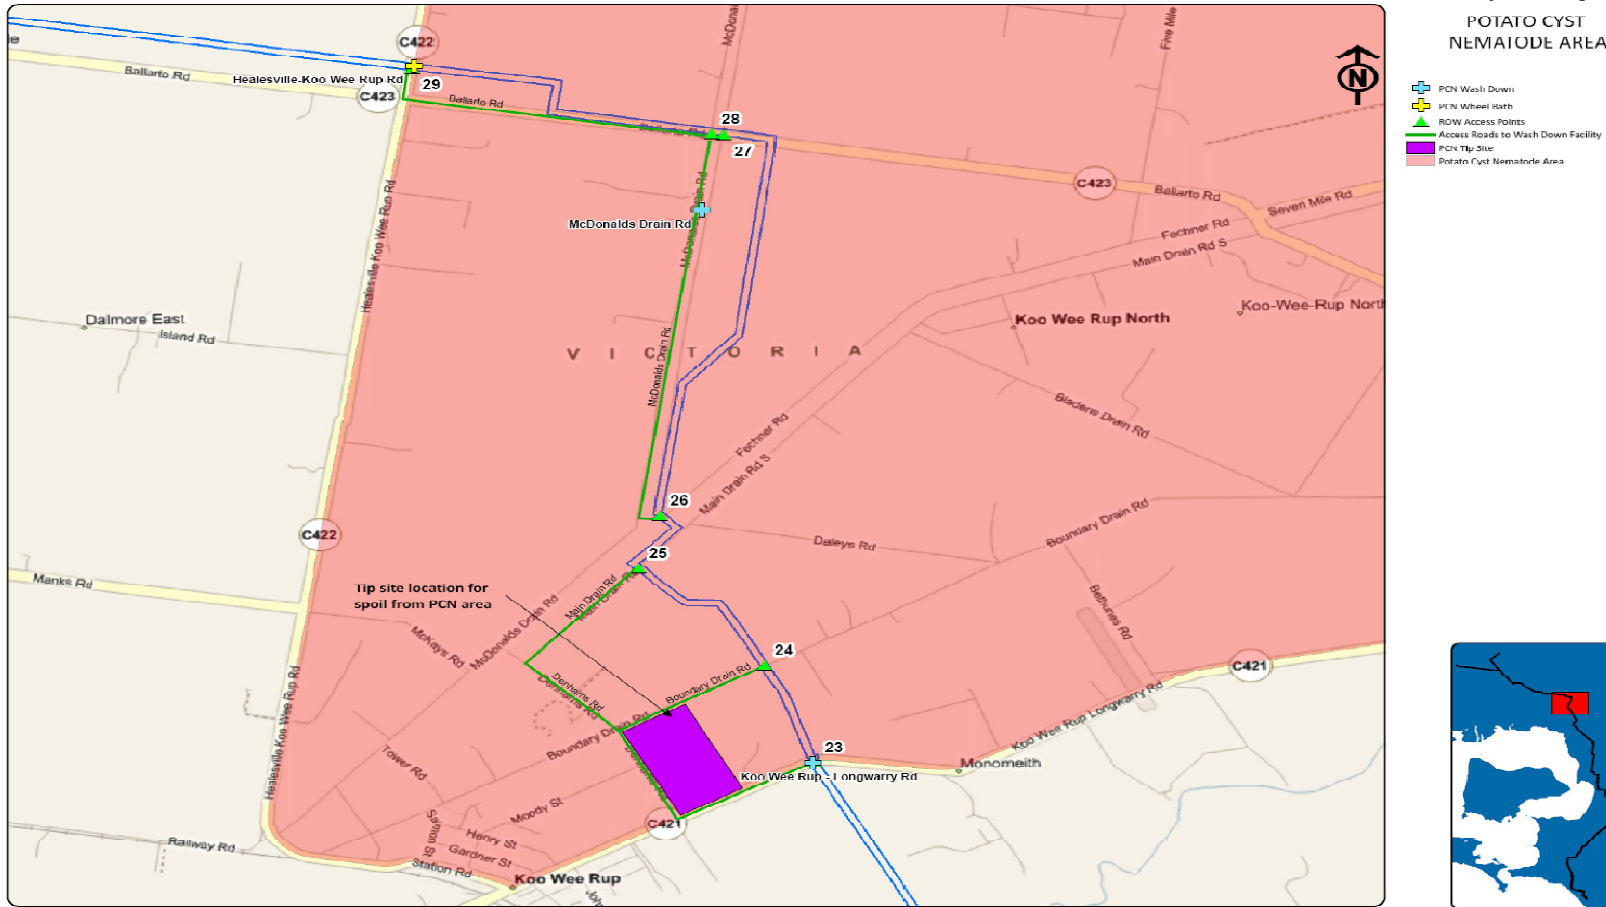 POTATO CYST
NEMATODE AREA
PCN Wash Down
PCN Wheel Bath
ROW Access Points
Access Roads to Wash Down Facility
PCN Tip Site
Potato Cyst Nematode Area
N
C422
Ballarto Rd
Healesville-Koo Wee Rup Rd
29
C423
Ballarto Rd
28
27
C423
Ballarto Rd
Seven Mile Rd
Fechner Rd
Main Drain Rd S
McDonalds Drain Rd
Healesville Koo Wee Rup Rd
Koo-Wee-Rup North
Koo Wee Rup North
Dalmore East
Island Rd
VICTORIA
McDonalds Drain Rd
Bladens Drain Rd
Fechner Rd
Main Drain Rd S
26
C422
Daleys Rd
Boundary Drain Rd
25
Manks Rd
Tip site location for
spoil from PCN area
Main Drain Rd
McDonalds Drain Rd
McKays Rd
Bethunes Rd
24
C421
Denhams Rd
Denhams Rd
Boundary Drain Rd
Boundary Drain Rd
Healesville Koo Wee Rup Rd
Koo Wee Rup Longwarry Rd
23
Tower Rd
Monomeith
Koo Wee Rup - Longwarry Rd
Moody St
C421
Henry St
Gardner St
Railway Rd
Station Rd
Koo Wee Rup